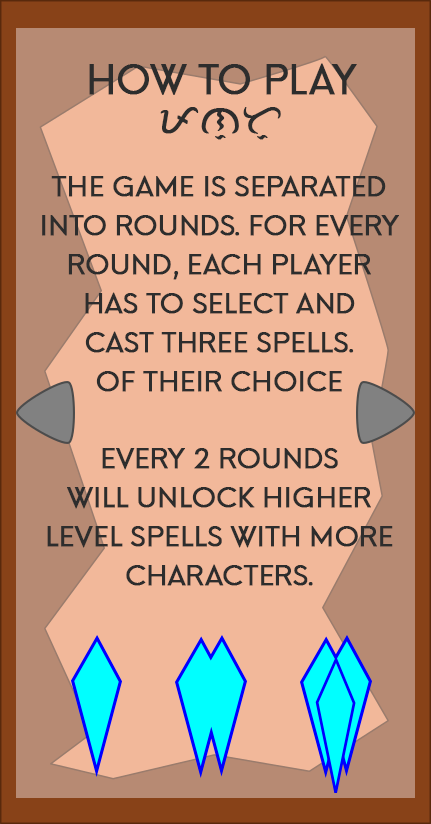 HOW TO PLAY
THE GAME IS SEPARATED
INTO ROUNDS. FOR EVERY
ROUND, EACH PLAYER
HAS TO SELECT AND
CAST THREE SPELLS.
OF THEIR CHOICE
EVERY 2 ROUNDS
WILL UNLOCK HIGHER
LEVEL SPELLS WITH MORE
CHARACTERS.